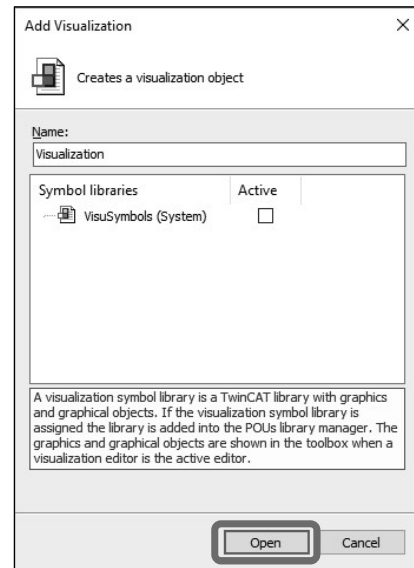 Add Visualization
Creates a visualization object
Name:
Visualization
Symbol libraries Active
VisuSymbols (System)
A visualization symbol library is a TwinCAT library with graphics
and graphical objects. If the visualization symbol library is
assigned the library is added into the POUs library manager. The
graphics and graphical objects are shown in the toolbox when a
visualization editor is the active editor.
Open Cancel